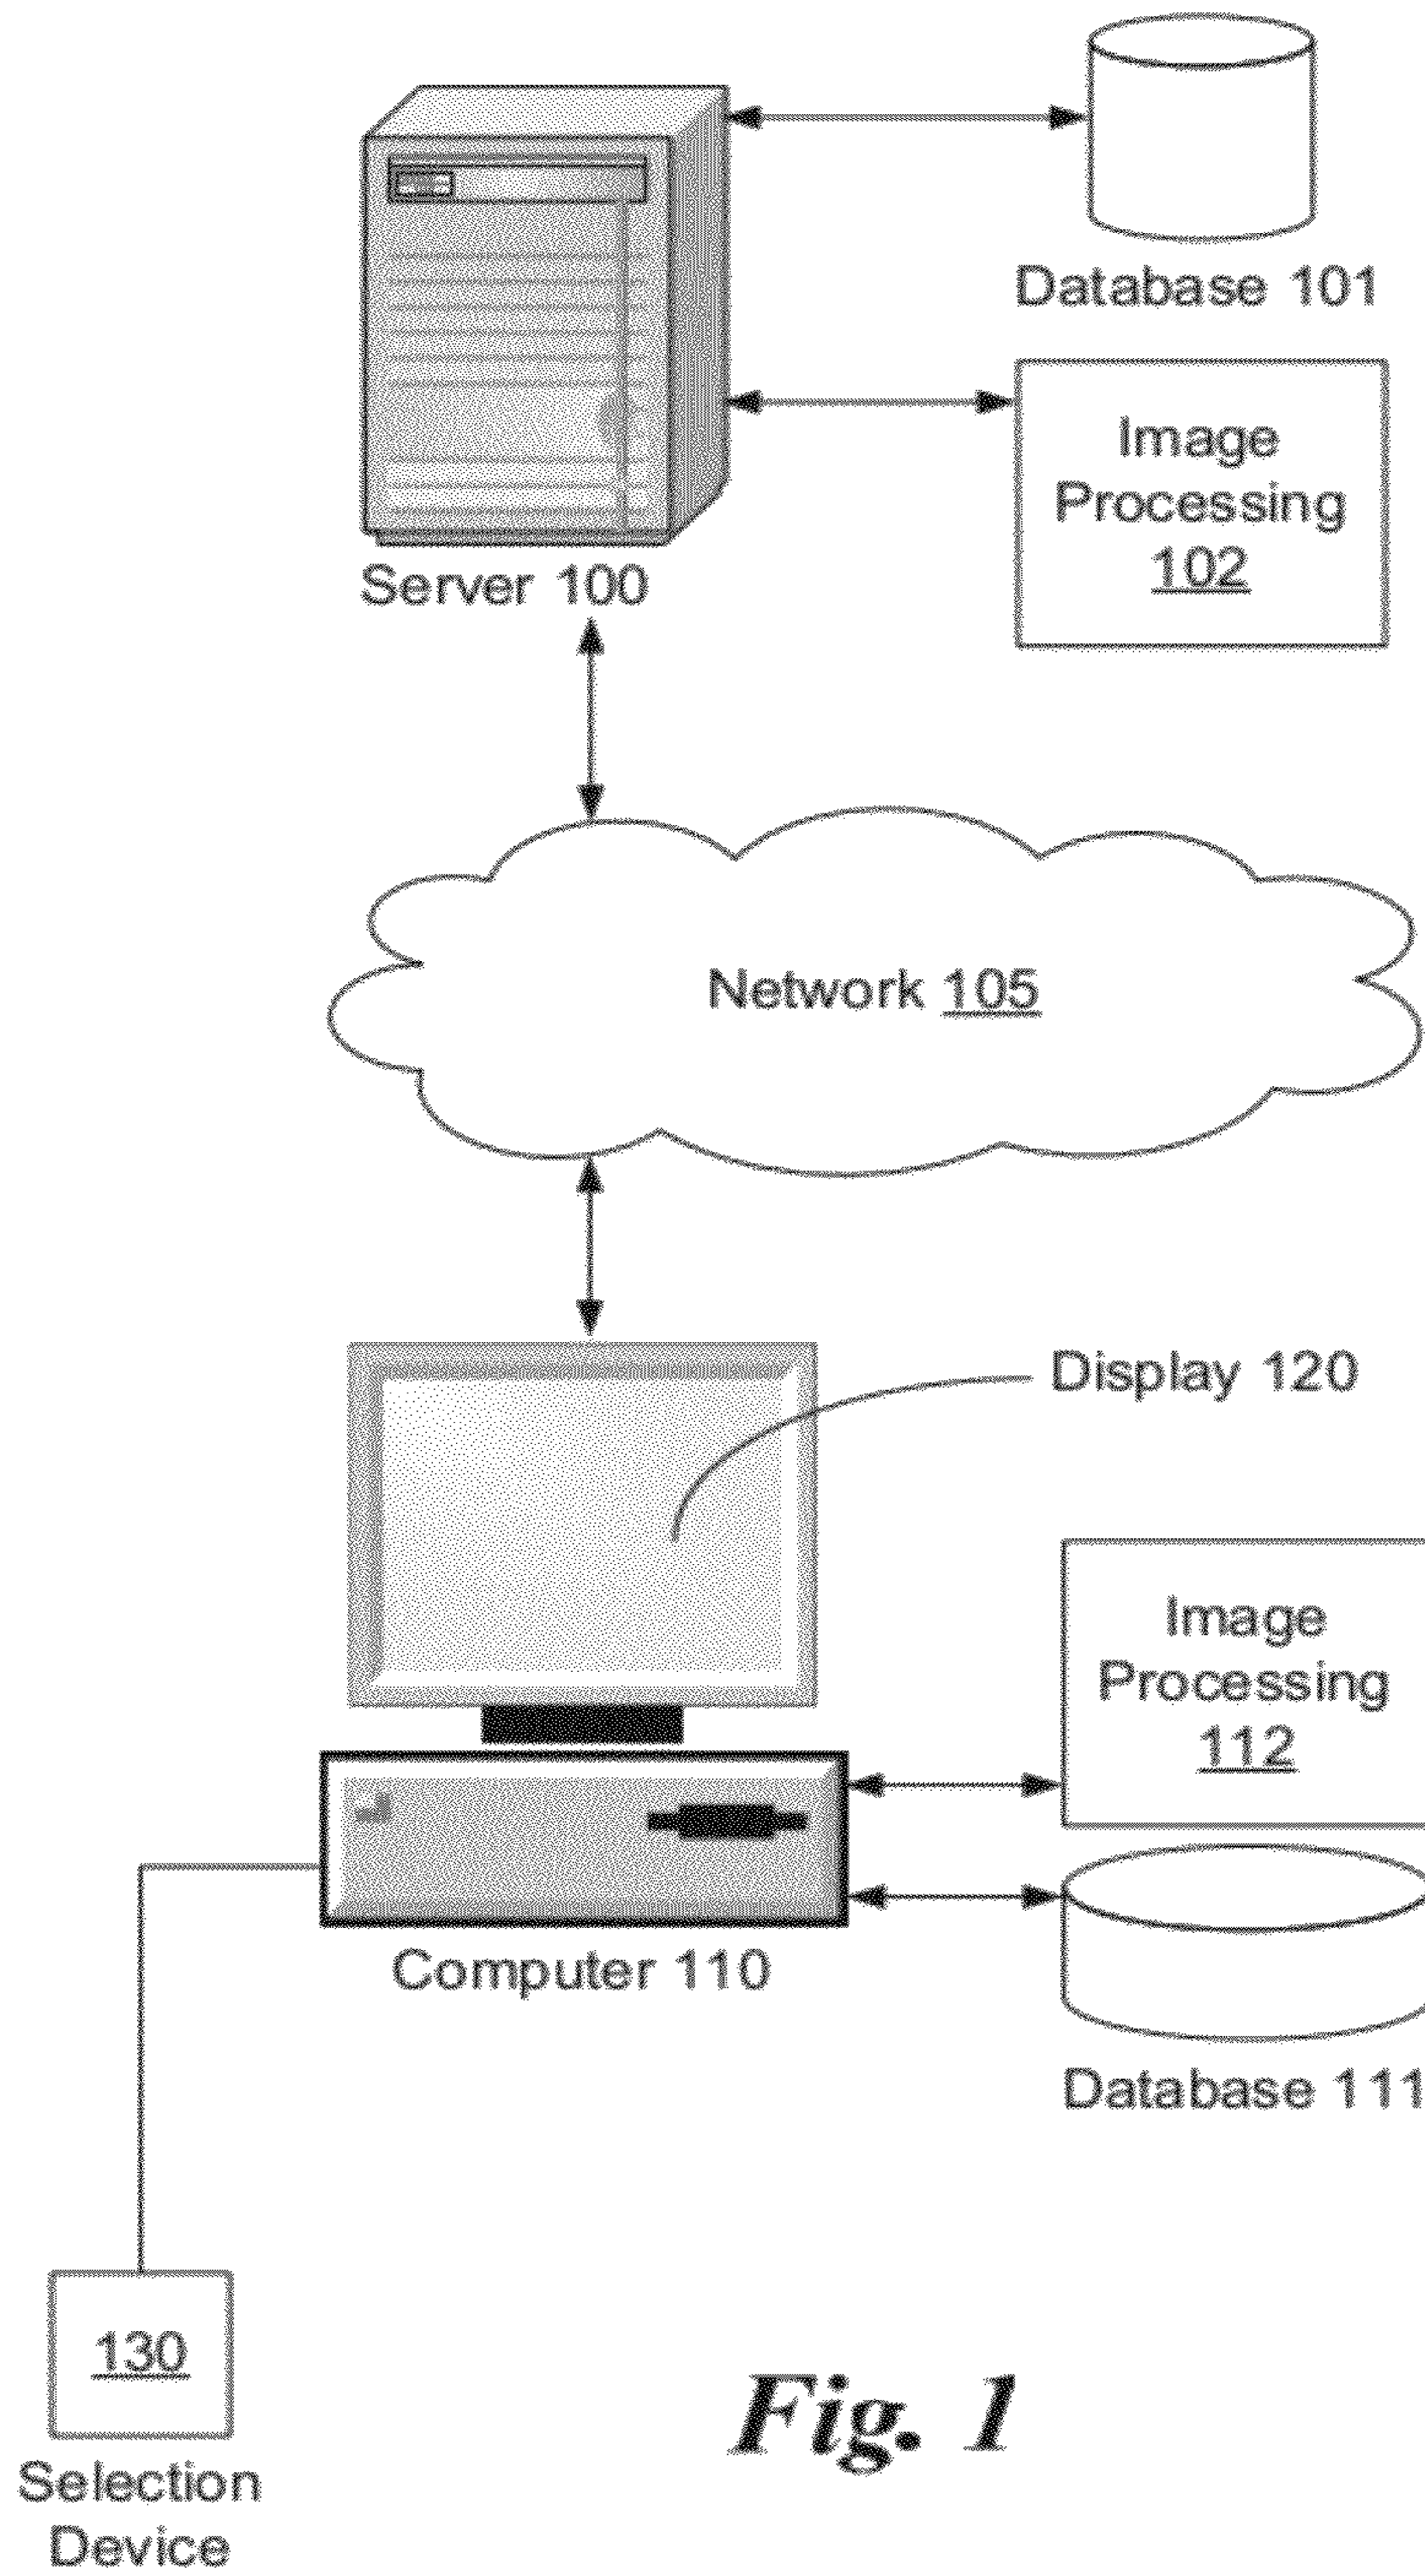 Database 101
Image
Processing
102
Server 100
Network 105
Display 120
Image
Processing
112
Computer 110
Database 111
130
Selection
Device
Fig. 1